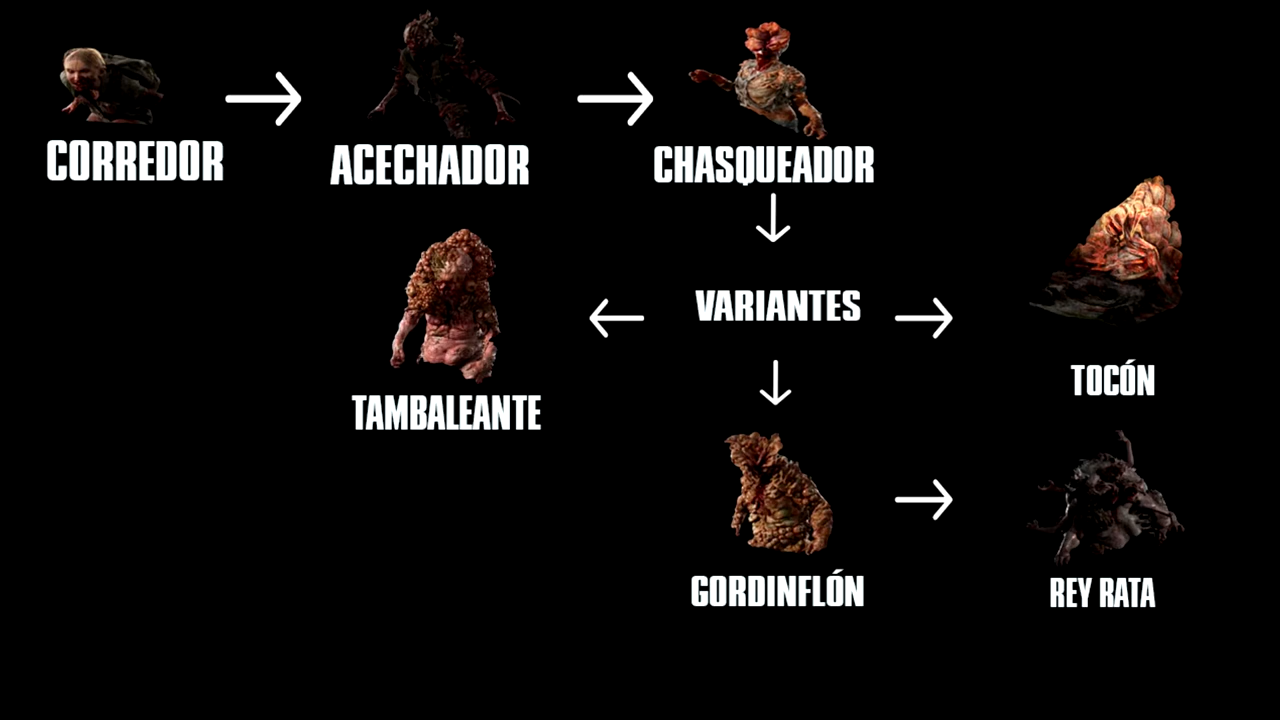 CORREDOR
ACECHADOR
CHASQUEADOR
VARIANTES
TOCÓN
TAMBALEANTE
GORDINFLÓN
REY RATA